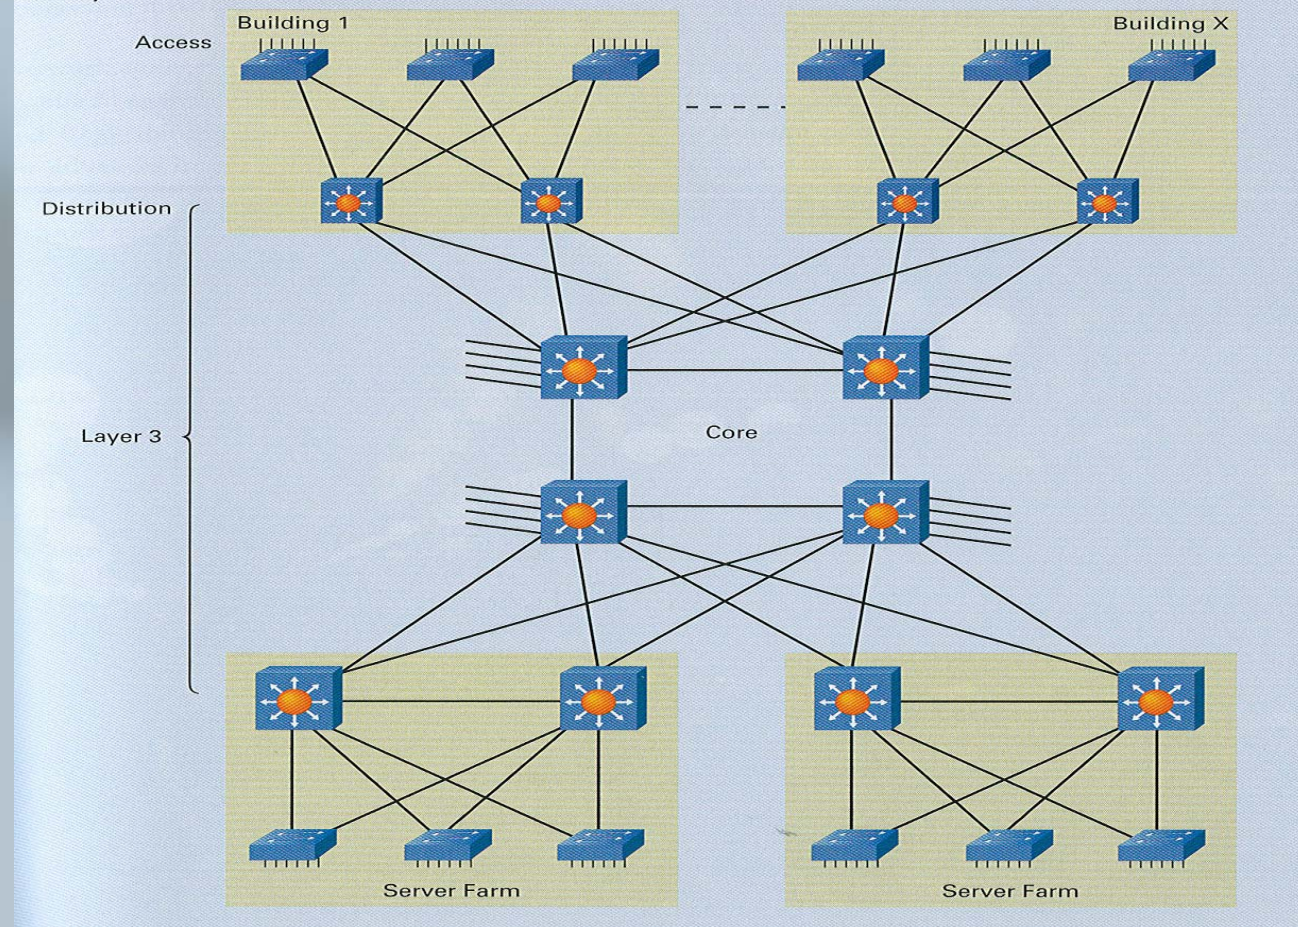 Building 1
Building X
Access
Distribution
Layer 3
Core
Server Farm
Server Farm